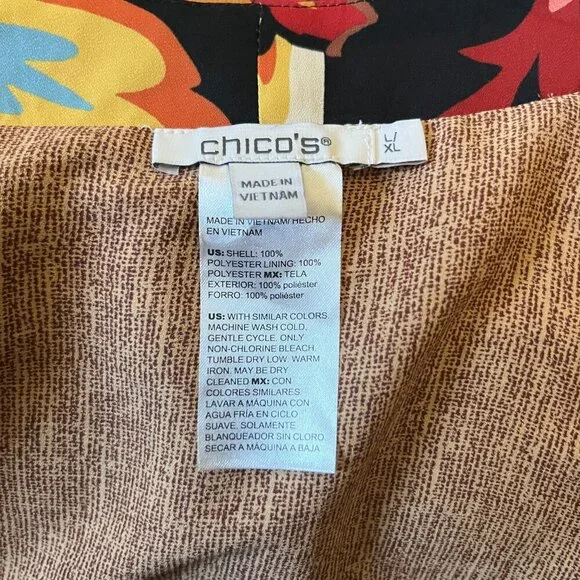 chico's®
L/
XL
MADE IN
VIETNAM
MADE IN VIETNAM/HECHO
EN VIETNAM
US: SHELL: 100%
POLYESTER LINING: 100%
POLYESTER MX: TELA
EXTERIOR: 100% poliéster
FORRO: 100% poliéster
US: WITH SIMILAR COLORS
MACHINE WASH COLD.
GENTLE CYCLE. ONLY
NON-CHLORINE BLEACH.
TUMBLE DRY LOW. WARM
IRON. MAY BE DRY
CLEANED MX: CON
COLORES SIMILARES
LAVAR A MÁQUINA CON
AGUA FRÍA EN CICLO
SUAVE. SOLAMENTE
BLANQUEADOR SIN CLORO.
SECAR A MÁQUINA A BAJA